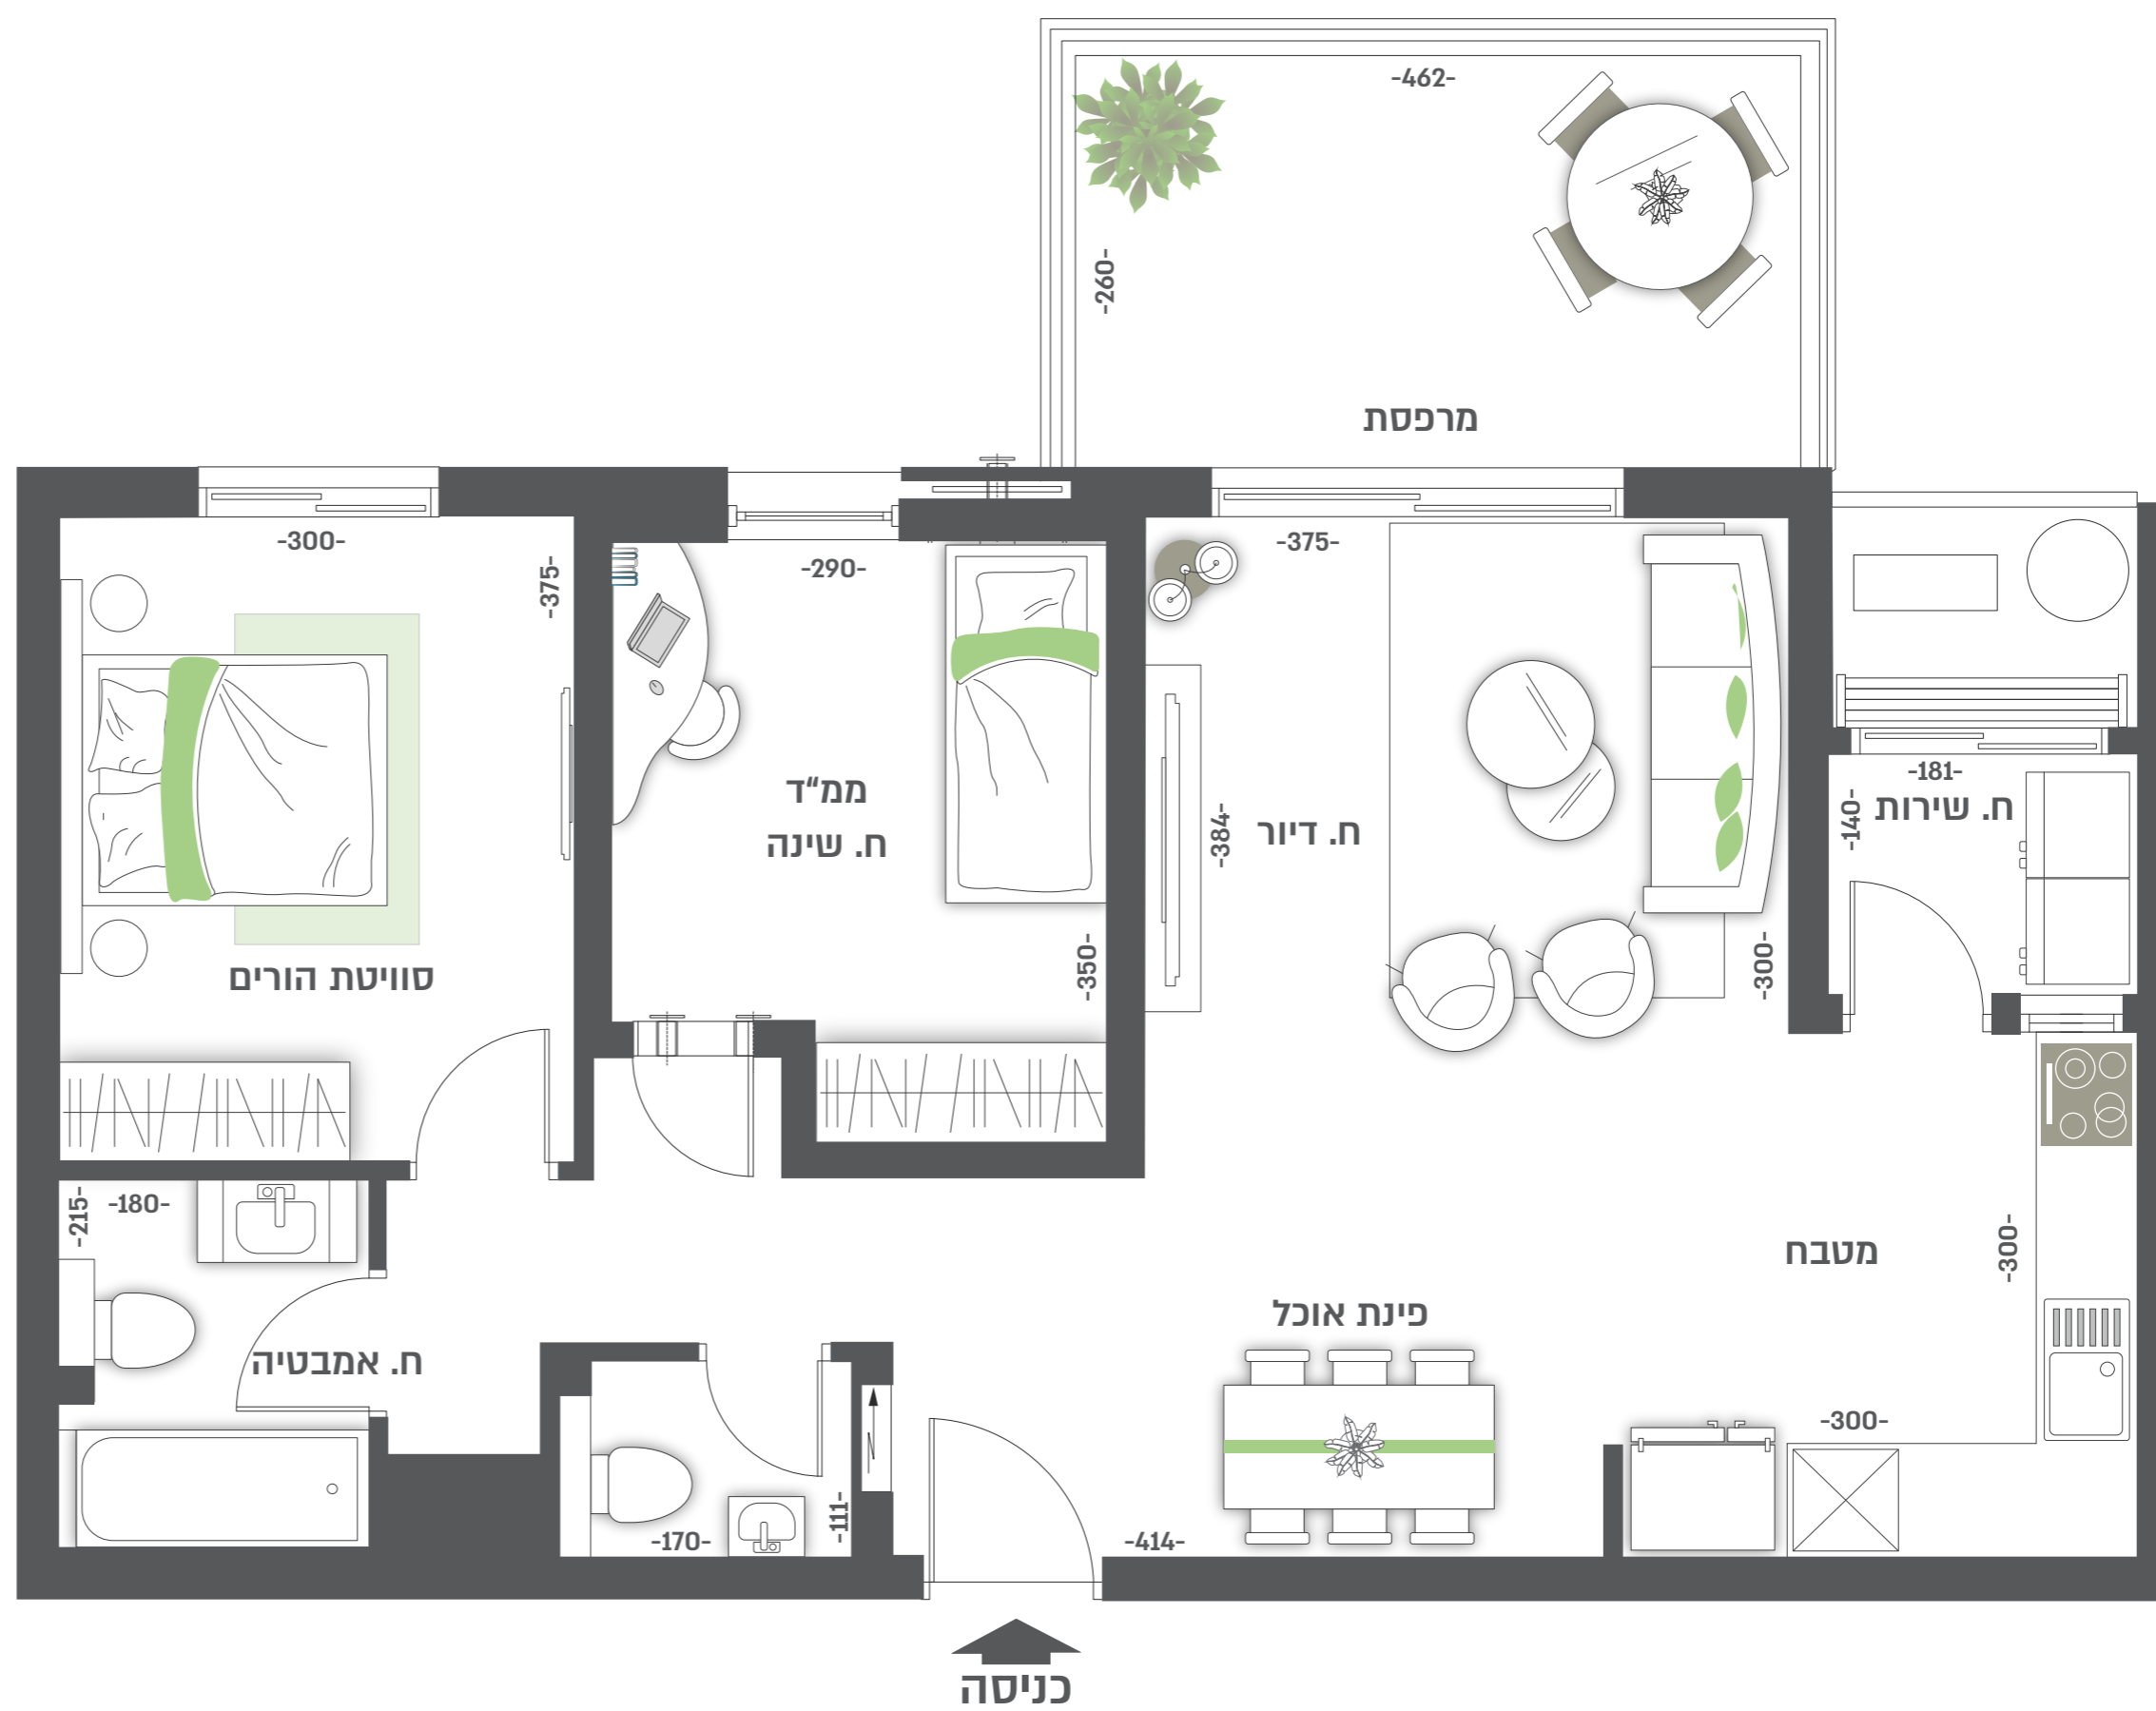 -462-
-260-
מרפסת
-375-
-290-
-300-
-375-
-181-
ח. שירות
-140-
ממ"ד
ח. שינה
ח. דיור
-384-
-300-
-350-
סוויטת הורים
-180-
-215-
מטבח
-300-
פינת אוכל
ח. אמבטיה
-300-
-414-
-170-
-111-
כניסה